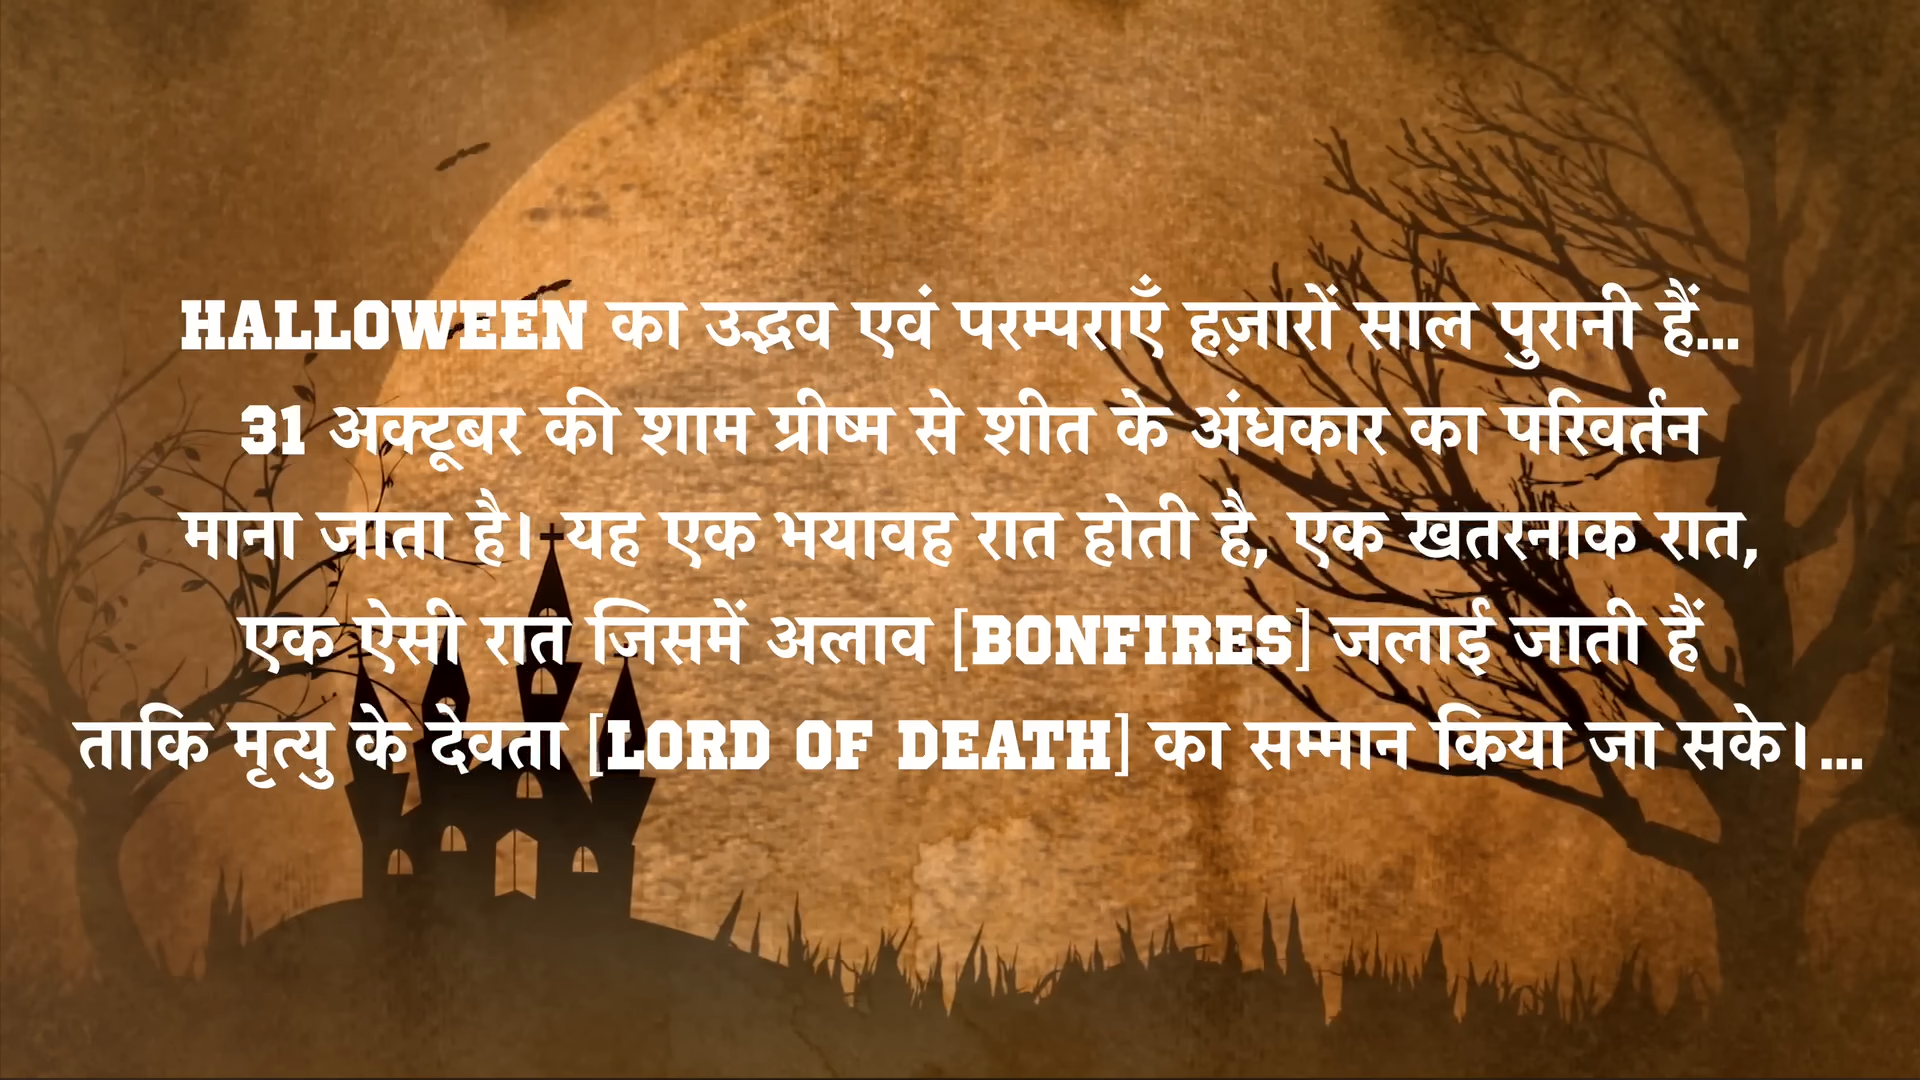 HALLOWEEN का उद्भव एवं परम्पराएँ हज़ारों साल पुरानी हैं...
31 अक्टूबर की शाम ग्रीष्म से शीत के अंधकार का परिवर्तन
माना जाता है। यह एक भयावह रात होती है, एक खतरनाक रात,
एक ऐसी रात जिसमें अलाव [BONFIRES] जलाई जाती हैं
ताकि मृत्यु के देवता [LORD OF DEATH] का सम्मान किया जा सके।...